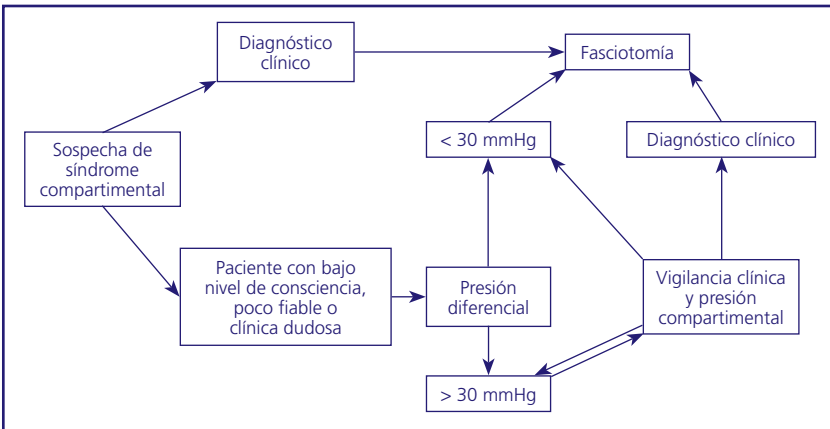 Diagnóstico
clínico
Fasciotomía
< 30 mmHg
Diagnóstico clínico
Sospecha de
síndrome
compartimental
Paciente con bajo
nivel de consciencia,
poco fiable o
clínica dudosa
Presión
diferencial
Vigilancia clínica
y presión
compartimental
> 30 mmHg